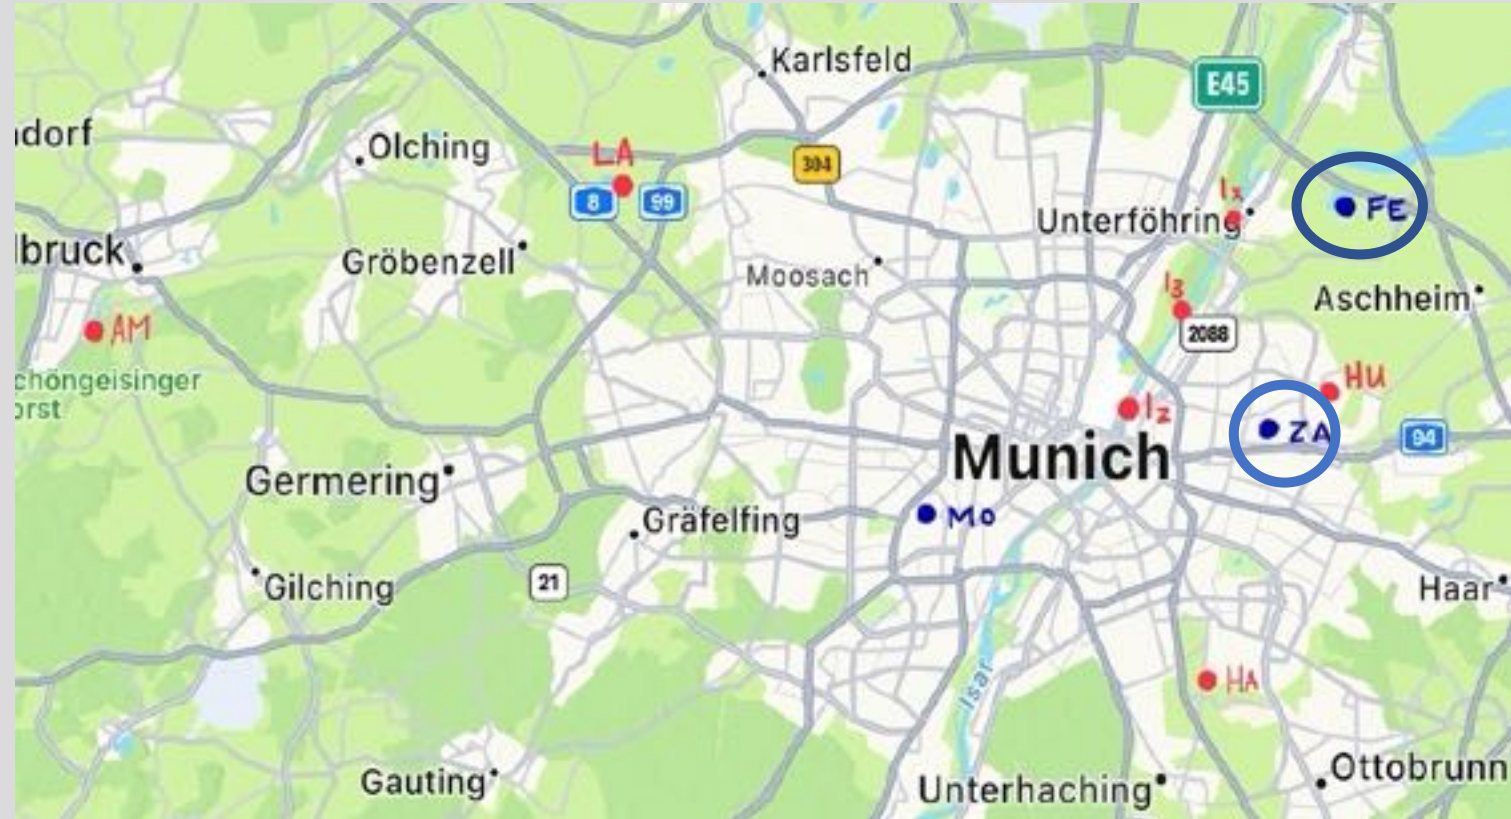 Karlsfeld
E45
ndorf
Olching
LA
304
8
99
Ix
FE
Unterföhring
lbruck
Gröbenzell
Moosach
I3
Aschheim
AM
2088
chöngeisinger
orst
HU
I2
ZA
94
Munich
Germering
Gräfelfing
Mo
21
Gilching
Haar
Isar
HA
Gauting
Unterhaching
Ottobrunn